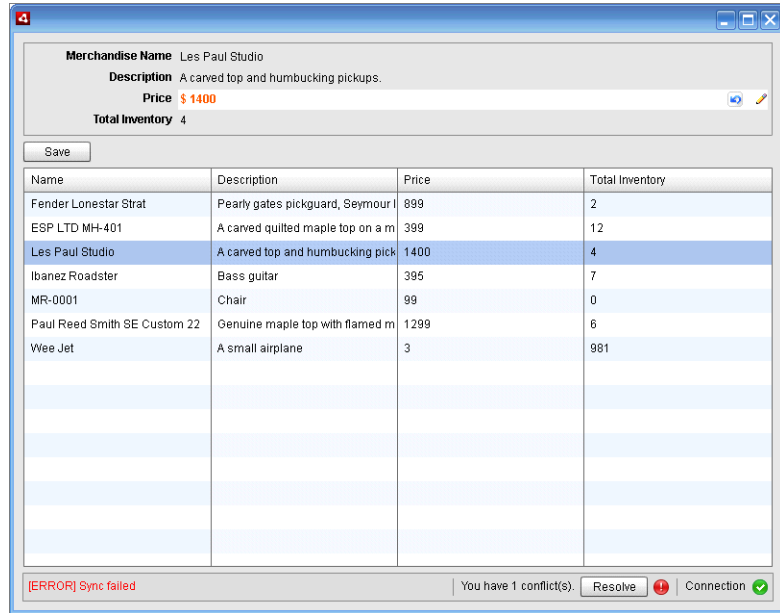 Merchandise Name Les Paul Studio
Description A carved top and humbucking pickups.
Price $ 1400
Total Inventory 4
Save
Name Description Price Total Inventory
Fender Lonestar Strat Pearly gates pickguard, Seymour 899 2
ESP LTD MH-401 A carved quilted maple top on a m 399 12
Les Paul Studio A carved top and humbucking pick 1400 4
Ibanez Roadster Bass guitar 395 7
MR-0001 Chair 99 0
Paul Reed Smith SE Custom 22 Genuine maple top with flamed m 1299 6
Wee Jet A small airplane 3 981
[ERROR] Sync failed You have 1 conflict(s). Resolve Connection